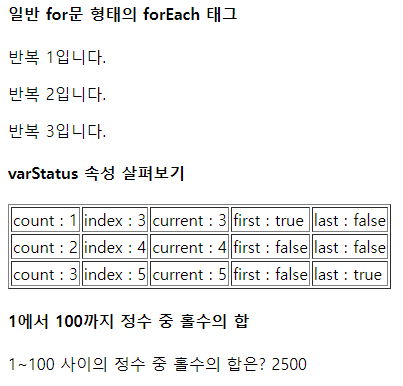 일반 for문 형태의 forEach 태그
반복 1입니다.
반복 2입니다.
반복 3입니다.
varStatus 속성 살펴보기
count : 1 index : 3 current : 3 first : true last : false
count : 2 index : 4 current : 4 first : false last : false
count : 3 index : 5 current : 5 first : false last : true
1에서 100까지 정수 중 홀수의 합
1~100 사이의 정수 중 홀수의 합은? 2500